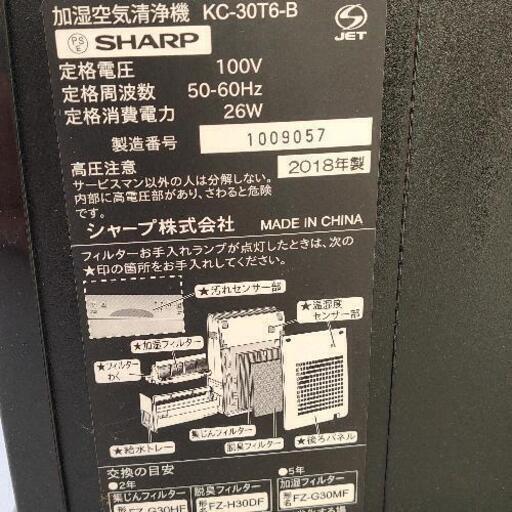 加湿空気清浄機 KC-30T6-B
PS E SHARP
JET
定格電圧 100V
定格周波数 50-60Hz
定格消費電力 26W
製造番号 1009057
高圧注意 2018年製
サービスマン以外の人は分解しない。
内部に高電圧部があり、さわると危険
です。
シャープ株式会社 MADE IN CHINA
フィルターお手入れランプが点灯したときは、次の
★印の箇所をお手入れしてください。
★汚れセンサー部
★温湿度
センサー部
★加湿フィルター
★フィルター
わく
★給水トレー
集じんフィルター
脱臭フィルター
★後ろパネル
交換の目安
●2年 ●5年
集じんフィルター 脱臭フィルター 加湿フィルター
形名 FZ-G30HF 形名 FZ-H30DF 形名 FZ-G30MF